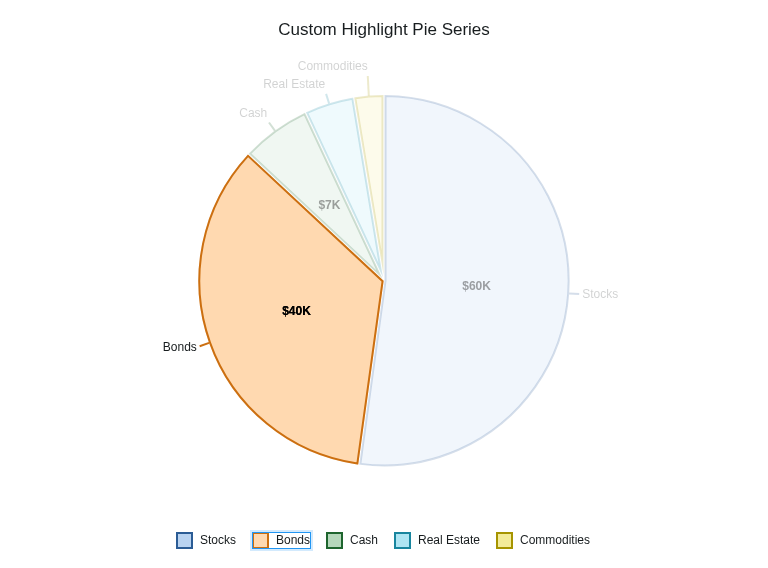 Custom Highlight Pie Series
Commodities
Real Estate
Cash
$7K
$60K
Stocks
$40K
Bonds
Stocks
Bonds
Cash
Real Estate
Commodities